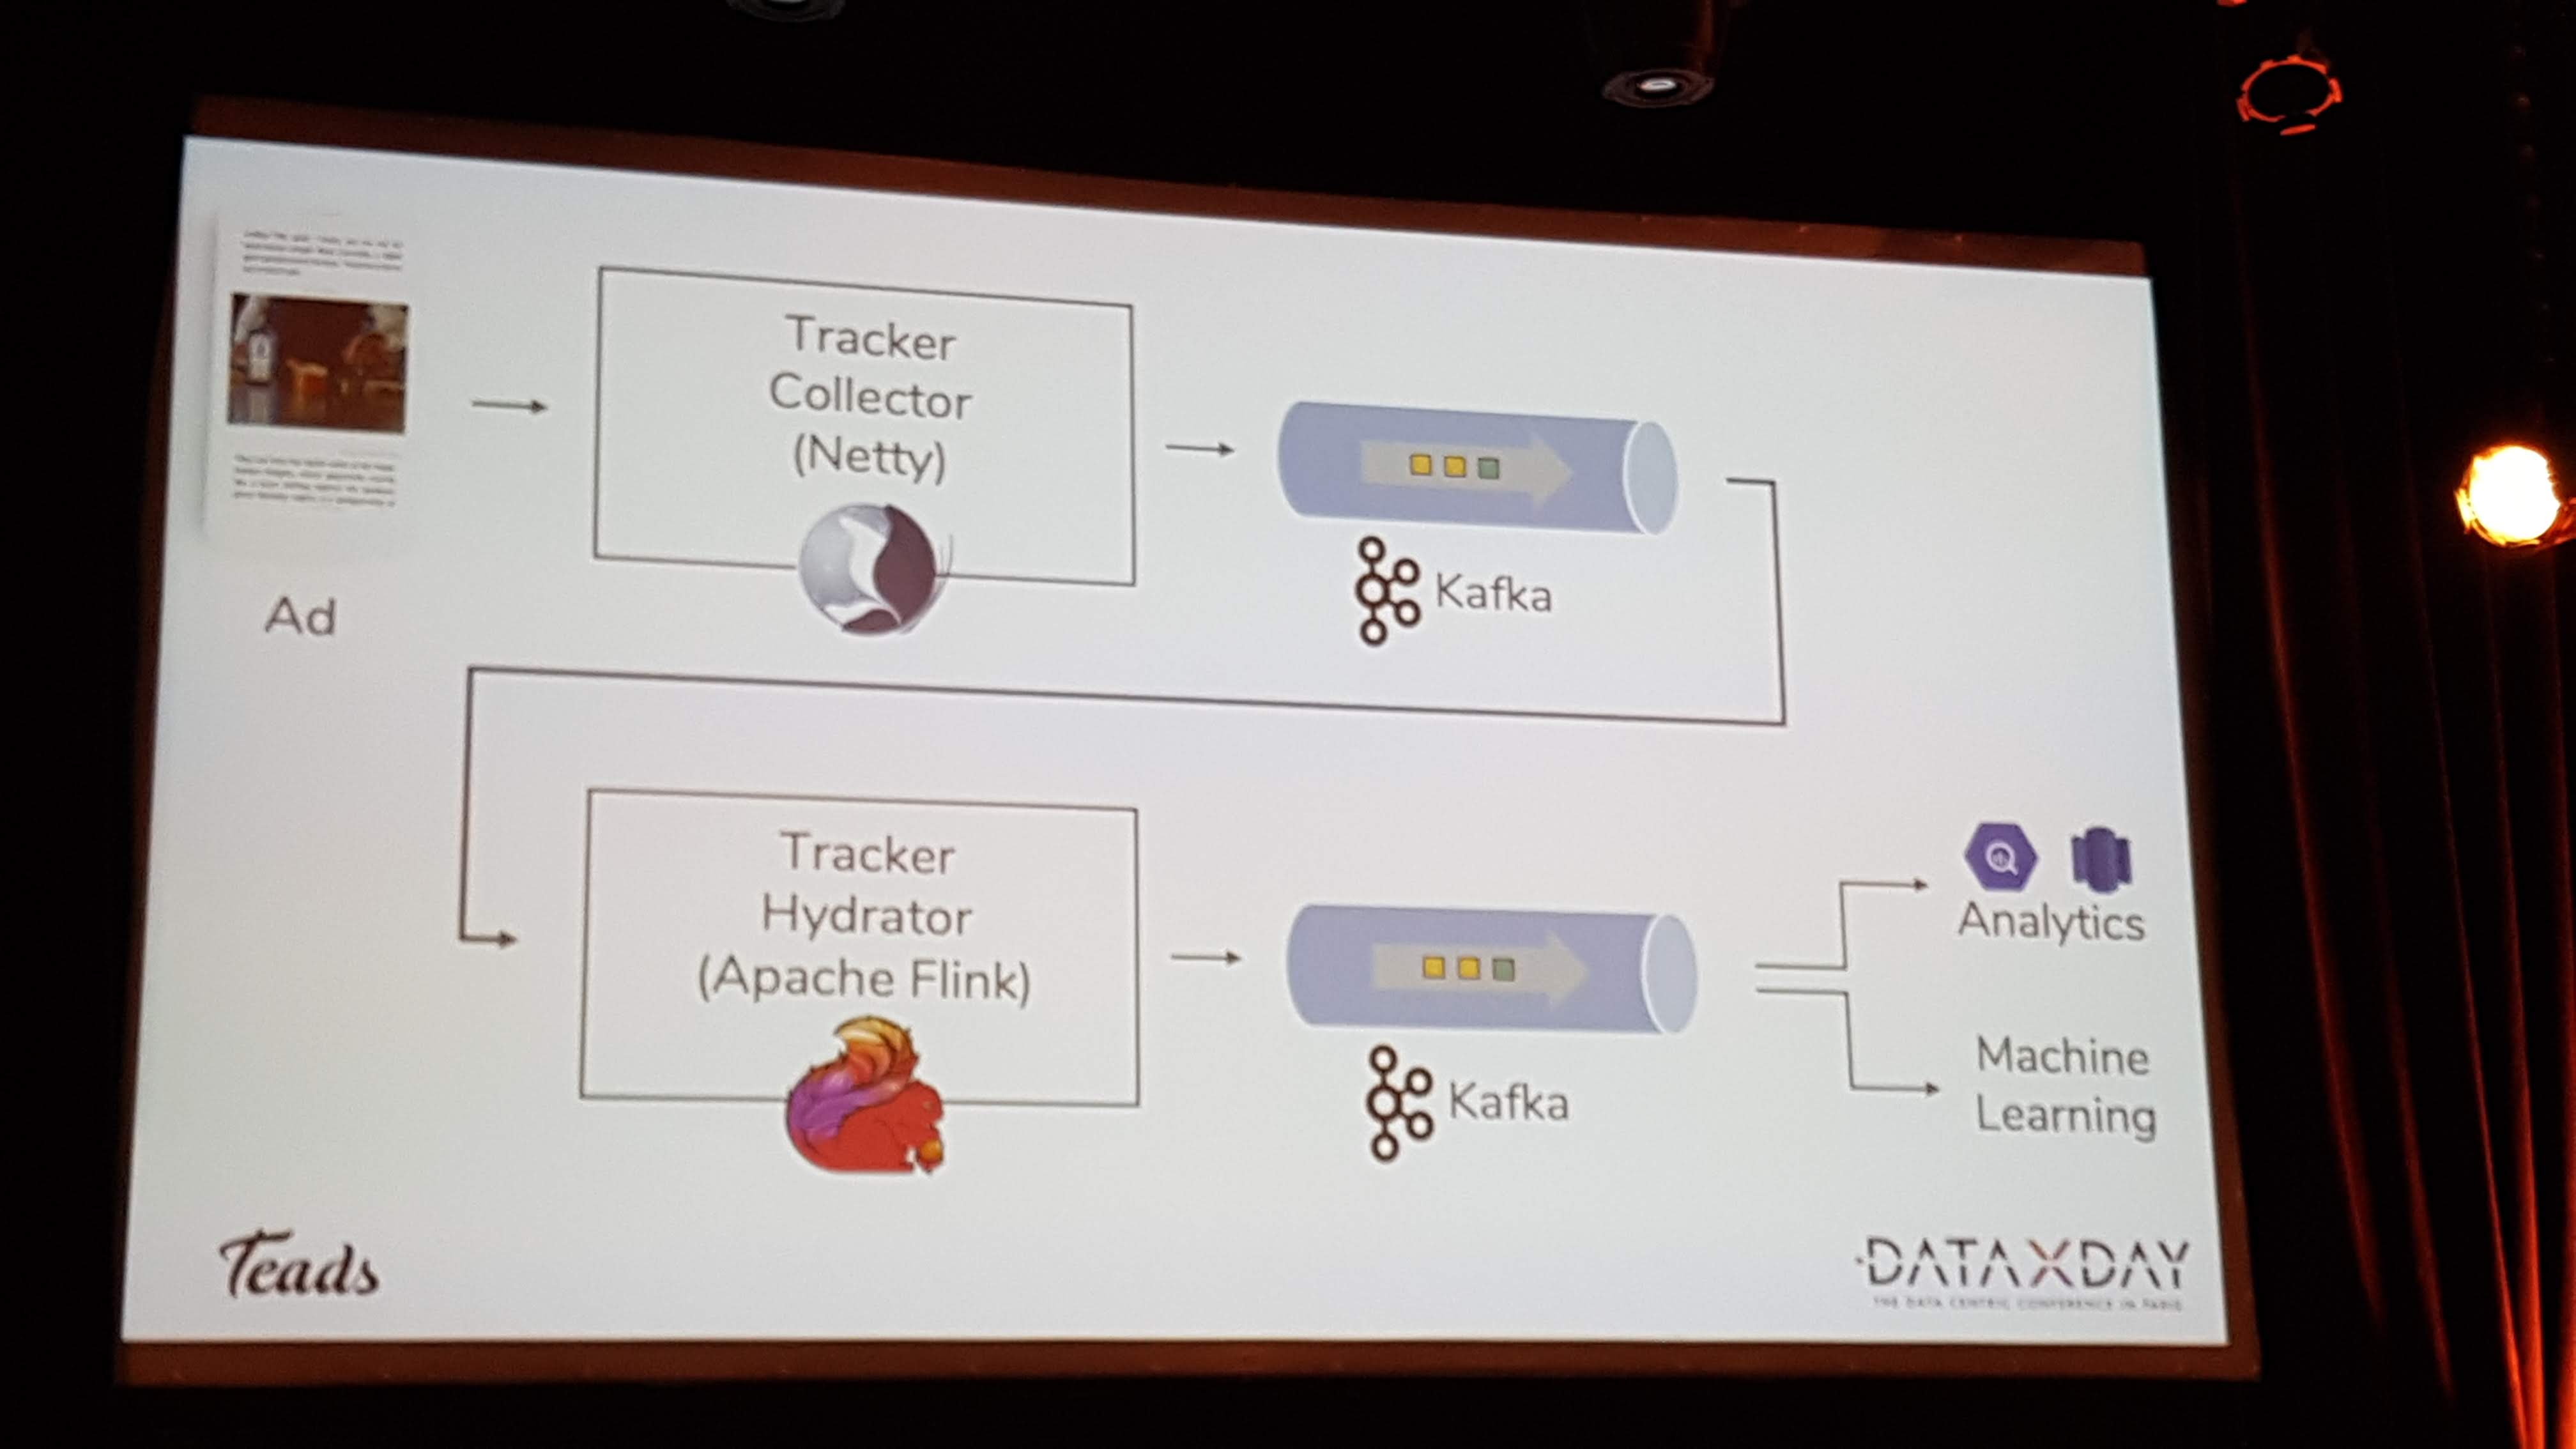 Tracker
Collector
(Netty)
Kafka
Ad
Tracker
Hydrator
(Apache Flink)
Kafka
Analytics
Machine
Learning
Teads
DATAXDAY
THE DATA CENTRIC CONFERENCE IN PARIS